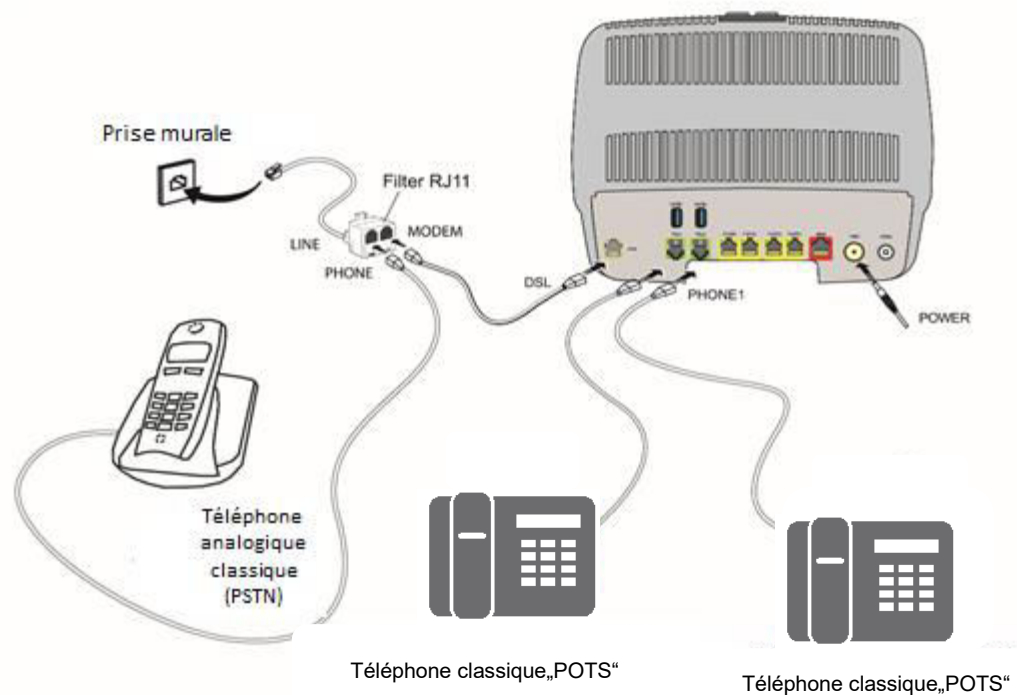 Prise murale
Filter RJ11
MODEM
LINE
PHONE
DSL
PHONE1
POWER
Téléphone
analogique
classique
(PSTN)
Téléphone classique„POTS“
Téléphone classique„POTS“